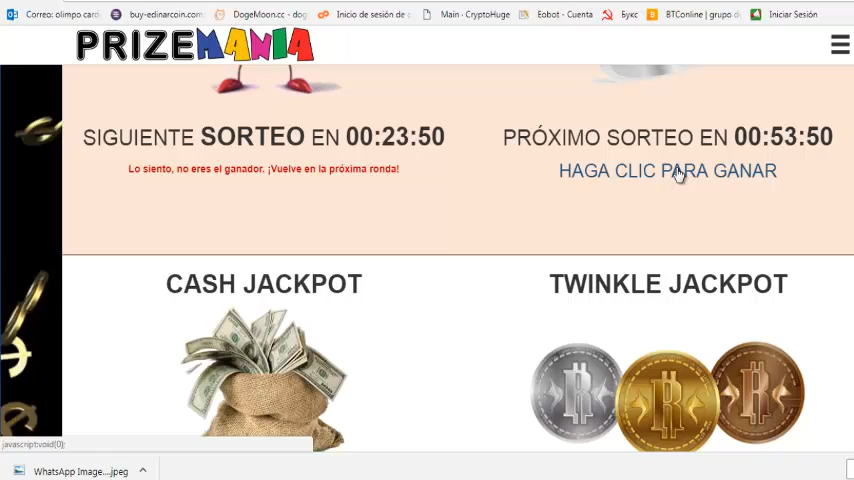 Correo: olimpo card
buy-edinarcoin.com
DogeMoon.cc - dog
Inicio de sesión de c
Main · CryptoHuge
Eobot - Cuenta
Букс
BTConline | grupo d
Iniciar Sesión
PRIZEMANIA
SIGUIENTE SORTEO EN 00:23:50
Lo siento, no eres el ganador. ¡Vuelve en la próxima ronda!
PRÓXIMO SORTEO EN 00:53:50
HAGA CLIC PARA GANAR
CASH JACKPOT
TWINKLE JACKPOT
javascript:void(0);
WhatsApp Image....jpeg